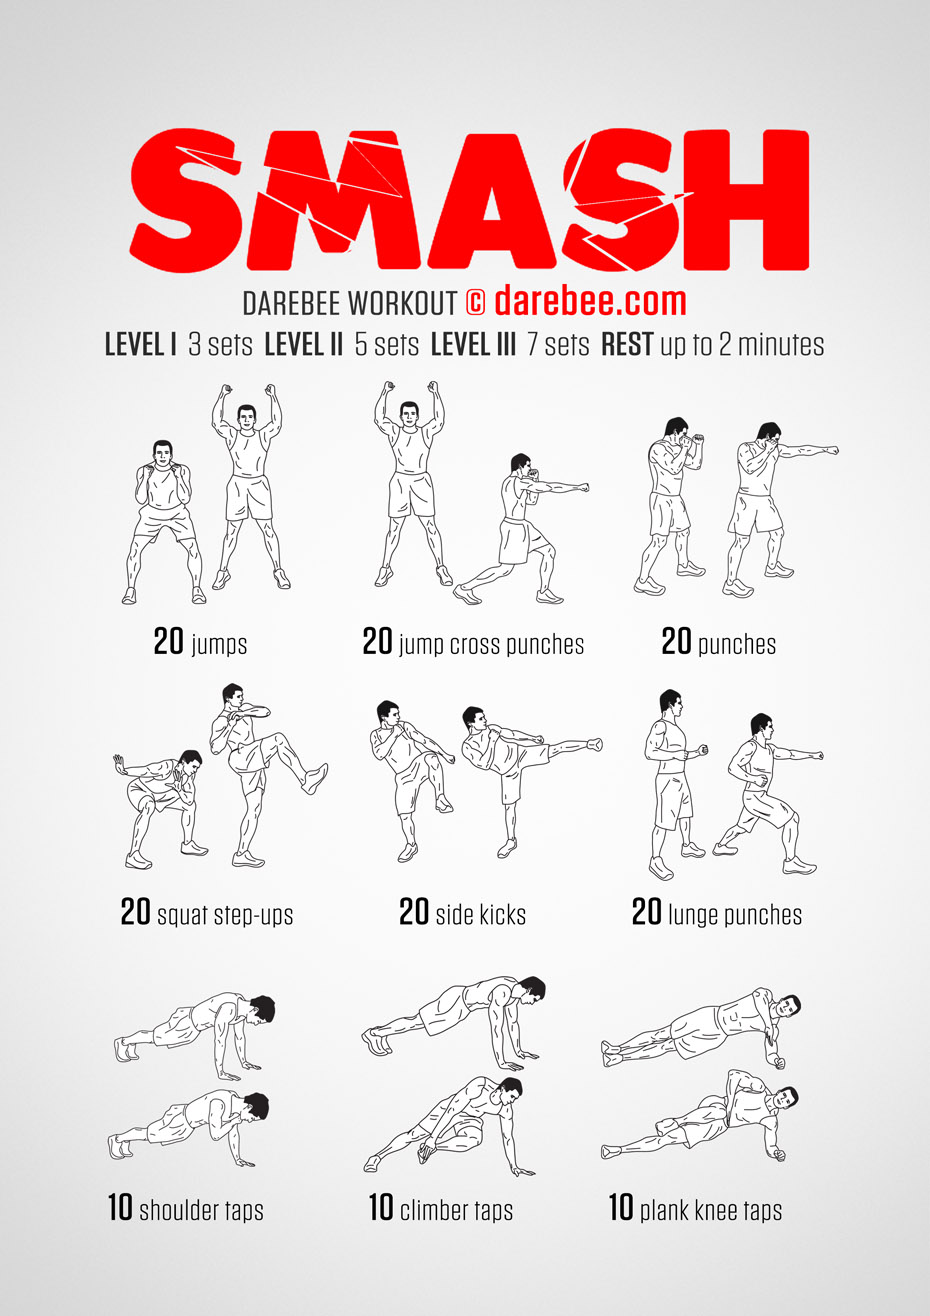 SMASH
DAREBEE WORKOUT © darebee.com
LEVEL I 3 sets LEVEL II 5 sets LEVEL III 7 sets REST up to 2 minutes
20 jumps
20 jump cross punches
20 punches
20 squat step-ups
20 side kicks
20 lunge punches
10 shoulder taps
10 climber taps
10 plank knee taps